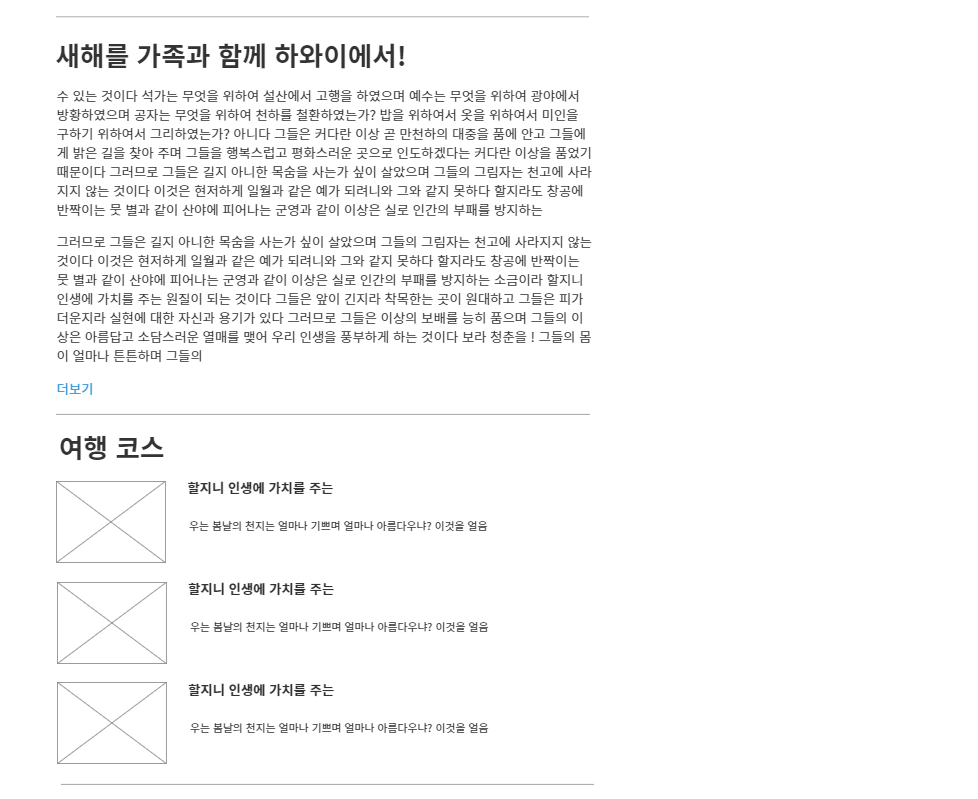 새해를 가족과 함께 하와이에서!
수 있는 것이다 석가는 무엇을 위하여 설산에서 고행을 하였으며 예수는 무엇을 위하여 광야에서
방황하였으며 공자는 무엇을 위하여 천하를 철환하였는가? 밥을 위하여서 옷을 위하여서 미인을
구하기 위하여서 그리하였는가? 아니다 그들은 커다란 이상 곧 만천하의 대중을 품에 안고 그들에
게 밝은 길을 찾아 주며 그들을 행복스럽고 평화스러운 곳으로 인도하겠다는 커다란 이상을 품었기
때문이다 그러므로 그들은 길지 아니한 목숨을 사는가 싶이 살았으며 그들의 그림자는 천고에 사라
지지 않는 것이다 이것은 현저하게 일월과 같은 예가 되려니와 그와 같지 못하다 할지라도 창공에
반짝이는 뭇 별과 같이 산야에 피어나는 군영과 같이 이상은 실로 인간의 부패를 방지하는
그러므로 그들은 길지 아니한 목숨을 사는가 싶이 살았으며 그들의 그림자는 천고에 사라지지 않는
것이다 이것은 현저하게 일월과 같은 예가 되려니와 그와 같지 못하다 할지라도 창공에 반짝이는
뭇 별과 같이 산야에 피어나는 군영과 같이 이상은 실로 인간의 부패를 방지하는 소금이라 할지니
인생에 가치를 주는 원질이 되는 것이다 그들은 앞이 긴지라 착목한는 곳이 원대하고 그들은 피가
더운지라 실현에 대한 자신과 용기가 있다 그러므로 그들은 이상의 보배를 능히 품으며 그들의 이
상은 아름답고 소담스러운 열매를 맺어 우리 인생을 풍부하게 하는 것이다 보라 청춘을 ! 그들의 몸
이 얼마나 튼튼하며 그들의
더보기
여행 코스
할지니 인생에 가치를 주는
우는 봄날의 천지는 얼마나 기쁘며 얼마나 아름다우냐? 이것을 얼음
할지니 인생에 가치를 주는
우는 봄날의 천지는 얼마나 기쁘며 얼마나 아름다우냐? 이것을 얼음
할지니 인생에 가치를 주는
우는 봄날의 천지는 얼마나 기쁘며 얼마나 아름다우냐? 이것을 얼음